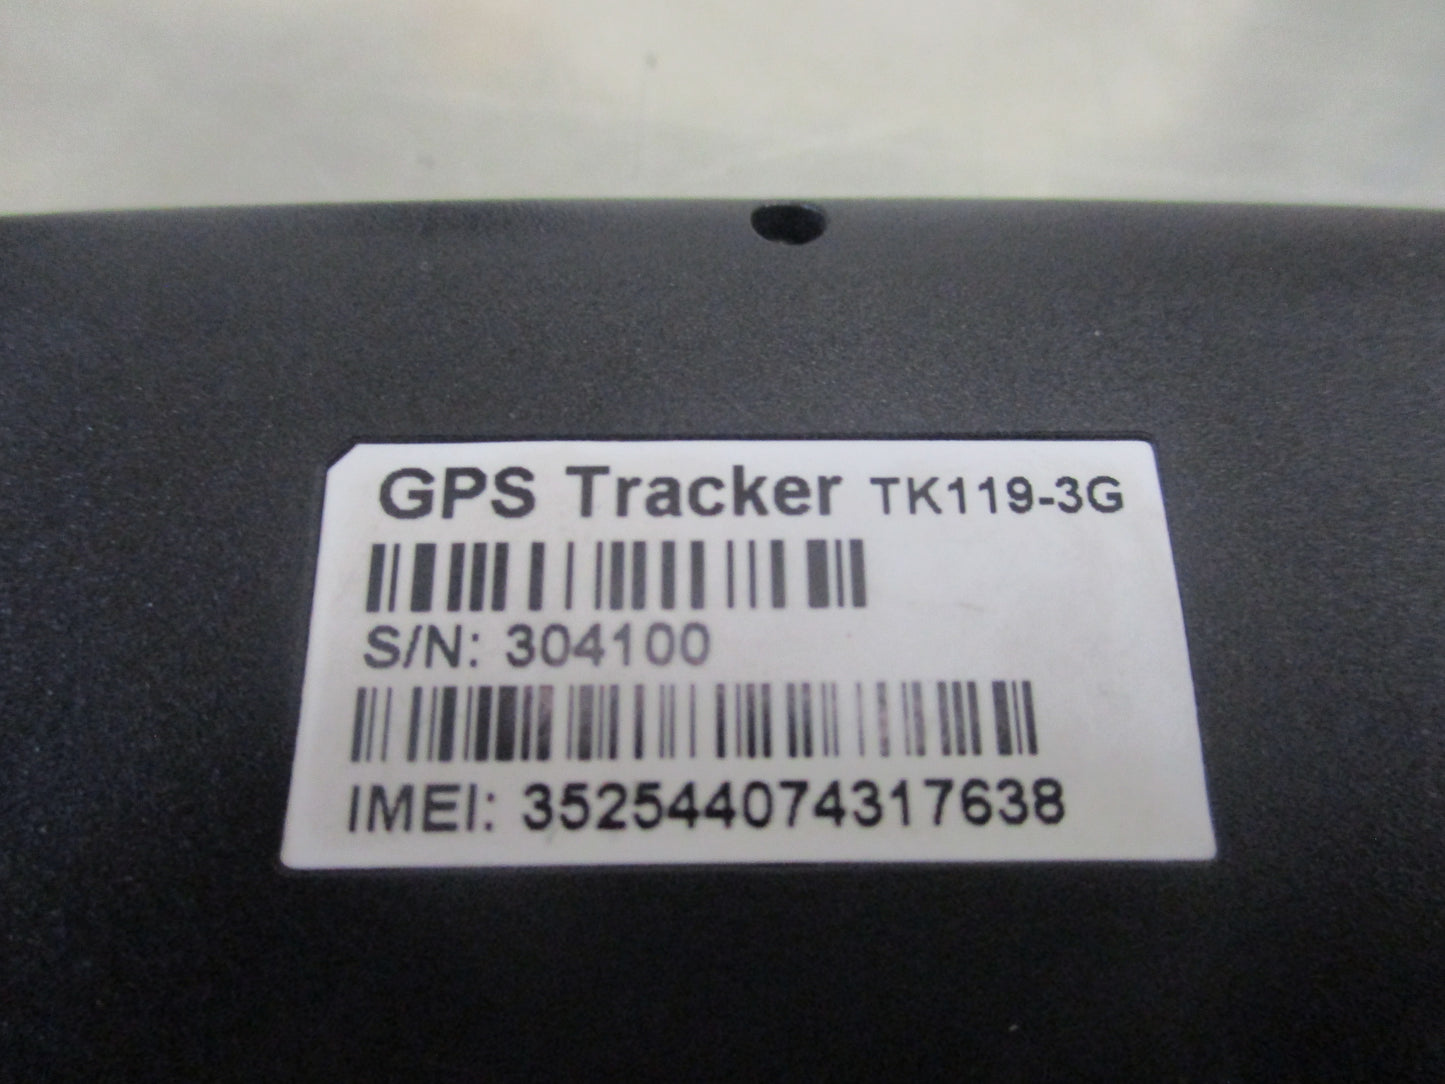 GPS Tracker TK119-3G
S/N: 304100
IMEI: 352544074317638